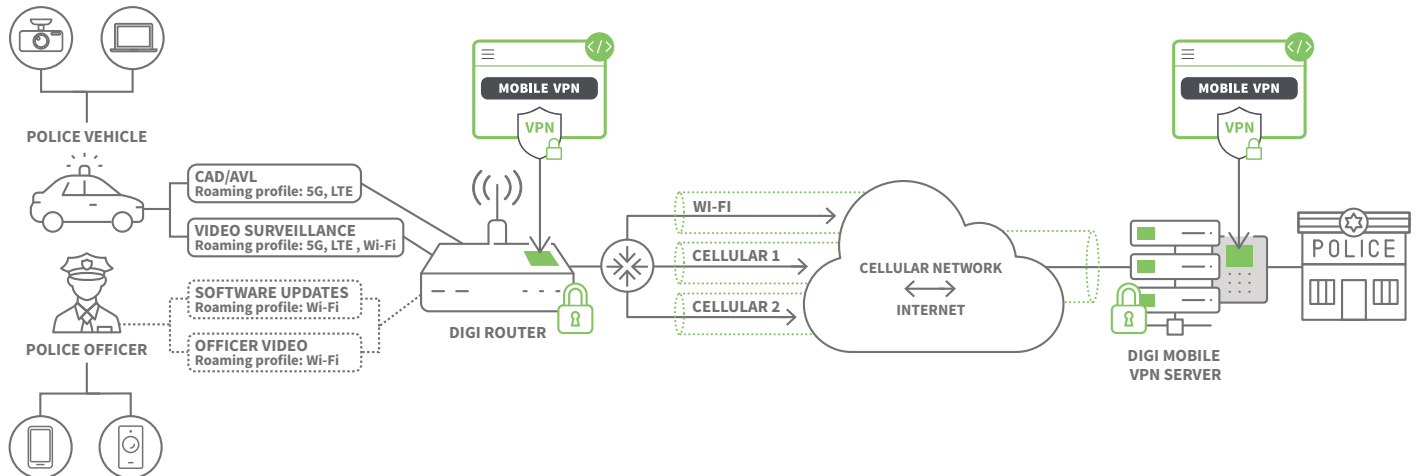 POLICE VEHICLE
CAD/AVL
Roaming profile: 5G, LTE
VIDEO SURVEILLANCE
Roaming profile: 5G, LTE , Wi-Fi
SOFTWARE UPDATES
Roaming profile: Wi-Fi
OFFICER VIDEO
Roaming profile: Wi-Fi
POLICE OFFICER
</>
MOBILE VPN
VPN
DIGI ROUTER
WI-FI
CELLULAR 1
CELLULAR 2
CELLULAR NETWORK
INTERNET
</>
MOBILE VPN
VPN
DIGI MOBILE
VPN SERVER
POLICE